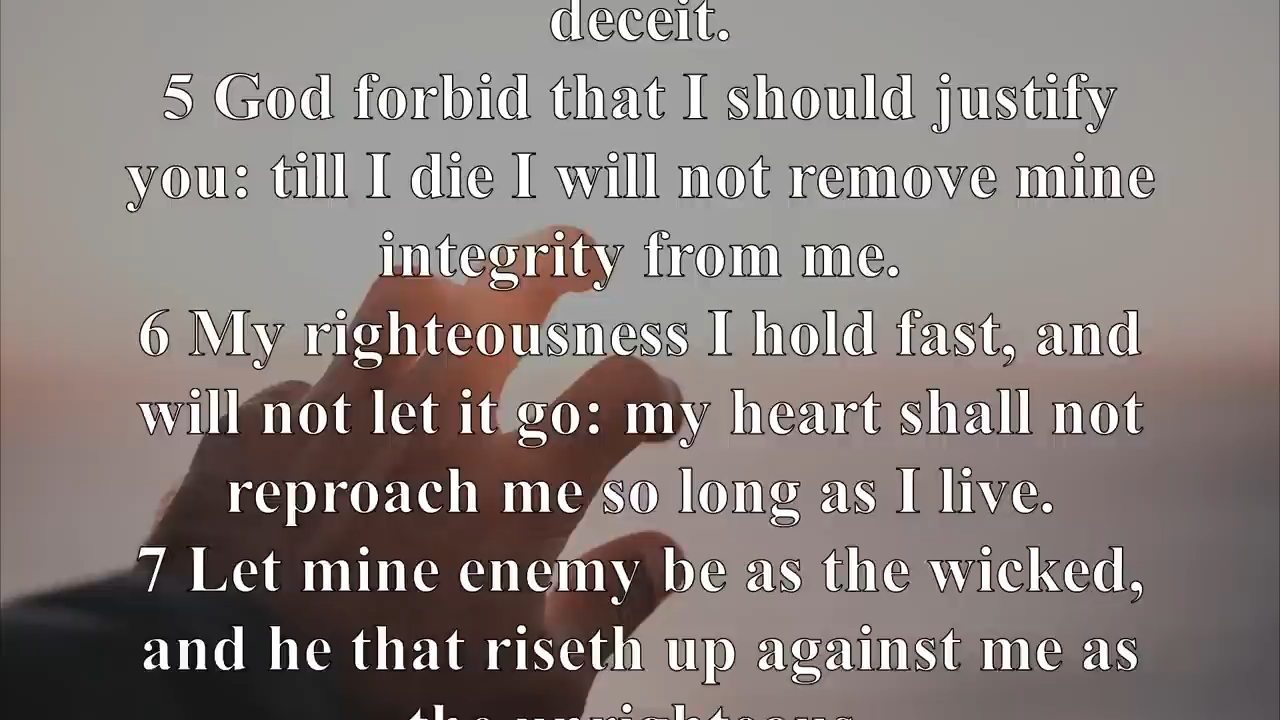 deceit.
5 God forbid that I should justify
you: till I die I will not remove mine
integrity from me.
6 My righteousness I hold fast, and
will not let it go: my heart shall not
reproach me so long as I live.
7 Let mine enemy be as the wicked,
and he that riseth up against me as
the unrighteous.